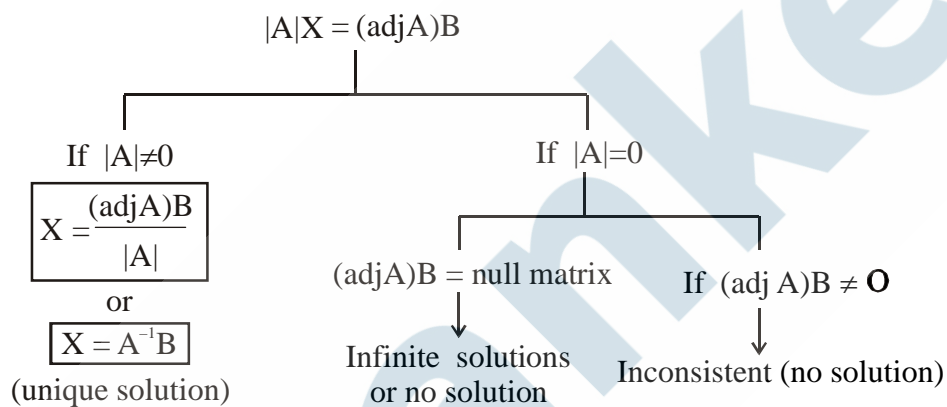 |A|X = (adjA)B
If |A|≠0
If |A|=0
X = (adjA)B / |A|
or
X = A⁻¹B
(unique solution)
(adjA)B = null matrix
If (adj A)B ≠ O
Infinite solutions
or no solution
Inconsistent (no solution)